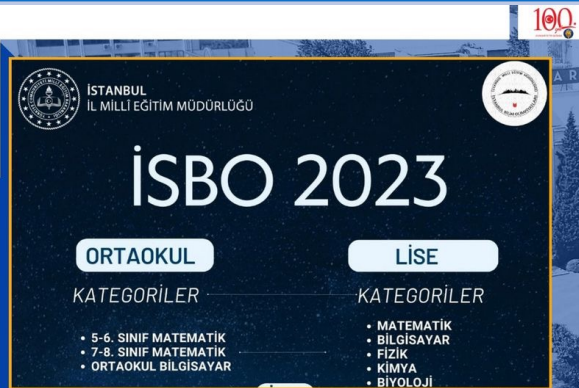 100.
İSTANBUL
İL MİLLÎ EĞİTİM MÜDÜRLÜĞÜ
İSBO 2023
ORTAOKUL
KATEGORİLER
• 5-6. SINIF MATEMATİK
• 7-8. SINIF MATEMATİK
• ORTAOKUL BİLGİSAYAR
LİSE
KATEGORİLER
• MATEMATİK
• BİLGİSAYAR
• FİZİK
• KİMYA
• BİYOLOJİ